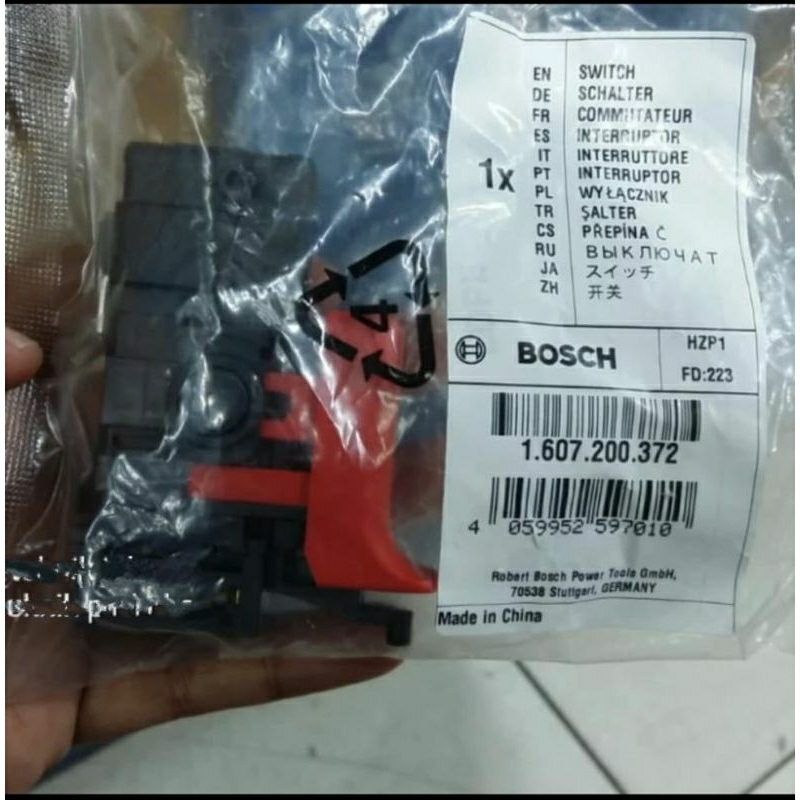 1x
EN SWITCH
DE SCHALTER
FR COMMUTATEUR
ES INTERRUPTOR
IT INTERRUTTORE
PT INTERRUPTOR
PL WYŁĄCZNIK
TR ŞALTER
CS PŘEPÍNA Č
RU ВЫКЛЮЧАТ
JA スイッチ
ZH 开关
BOSCH
HZP1
FD:223
1.607.200.372
4 059952 597010
Robert Bosch Power Tools GmbH,
70538 Stuttgart, GERMANY
Made in China
4